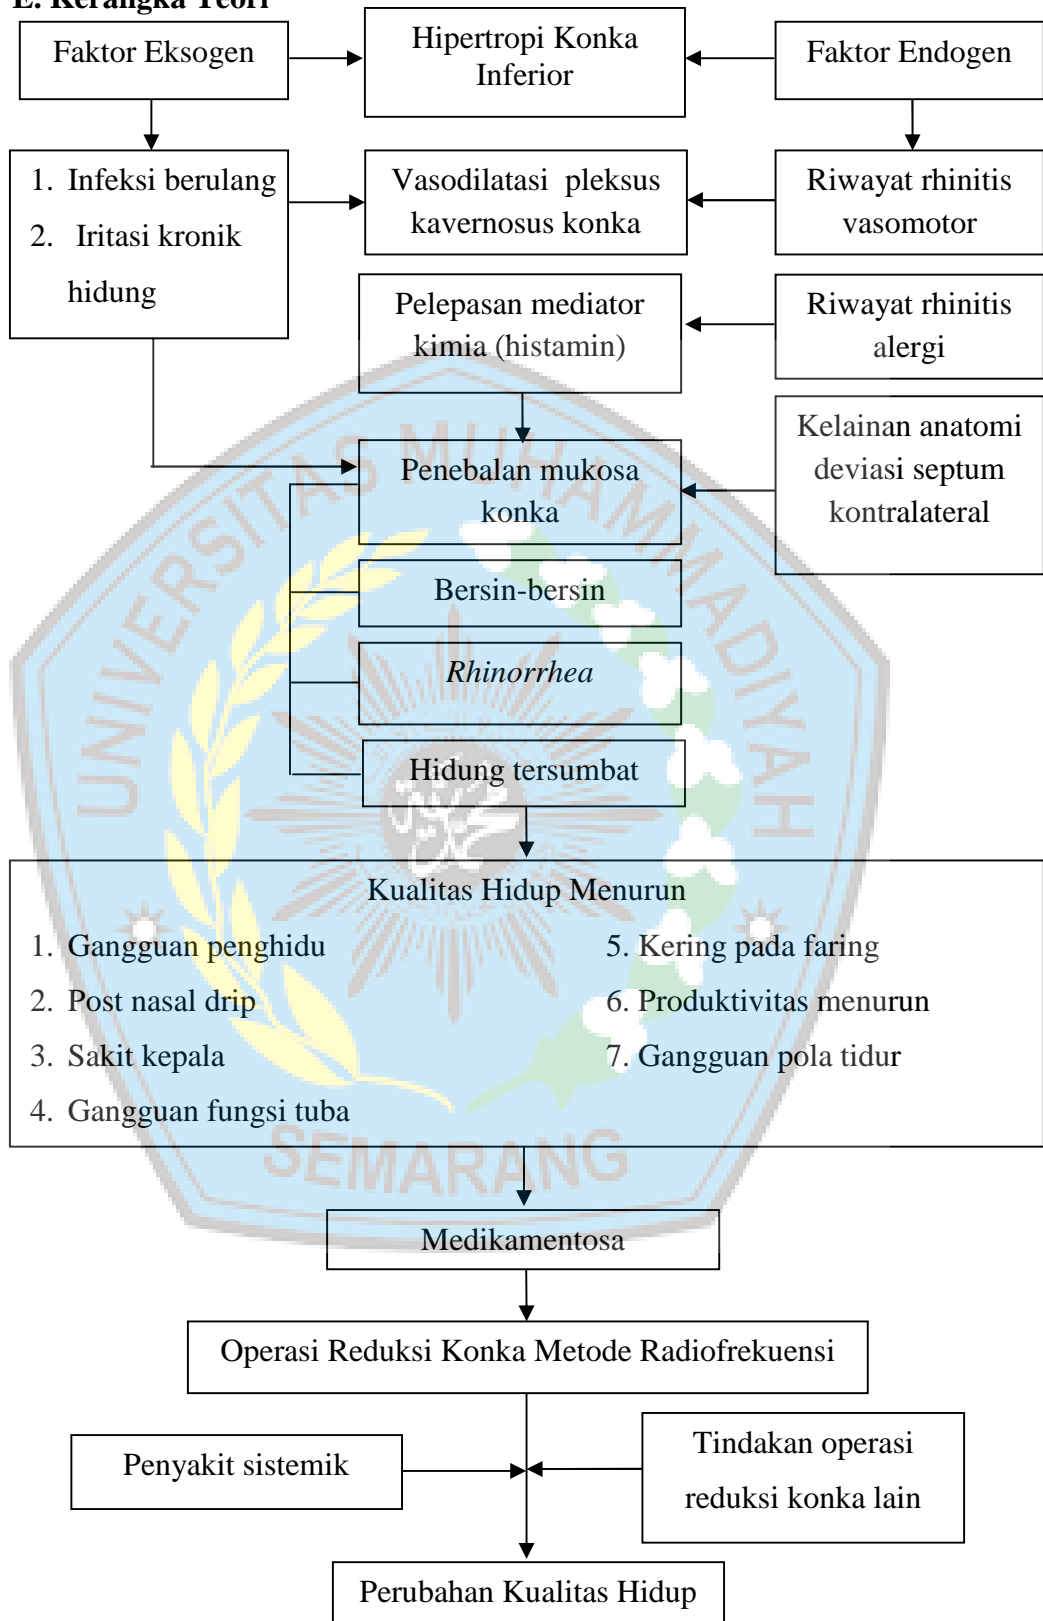 E. Kerangka Teori
Faktor Eksogen
Hipertropi Konka
Inferior
Faktor Endogen
1. Infeksi berulang
2. Iritasi kronik
hidung
Vasodilatasi pleksus
kavernosus konka
Riwayat rhinitis
vasomotor
Pelepasan mediator
kimia (histamin)
Riwayat rhinitis
alergi
Kelainan anatomi
deviasi septum
kontralateral
Penebalan mukosa
konka
Bersin-bersin
Rhinorrhea
Hidung tersumbat
Kualitas Hidup Menurun
1. Gangguan penghidu
2. Post nasal drip
3. Sakit kepala
4. Gangguan fungsi tuba
5. Kering pada faring
6. Produktivitas menurun
7. Gangguan pola tidur
Medikamentosa
Operasi Reduksi Konka Metode Radiofrekuensi
Penyakit sistemik
Tindakan operasi
reduksi konka lain
Perubahan Kualitas Hidup
UNIVERSITAS MUHAMMADIYAH
SEMARANG